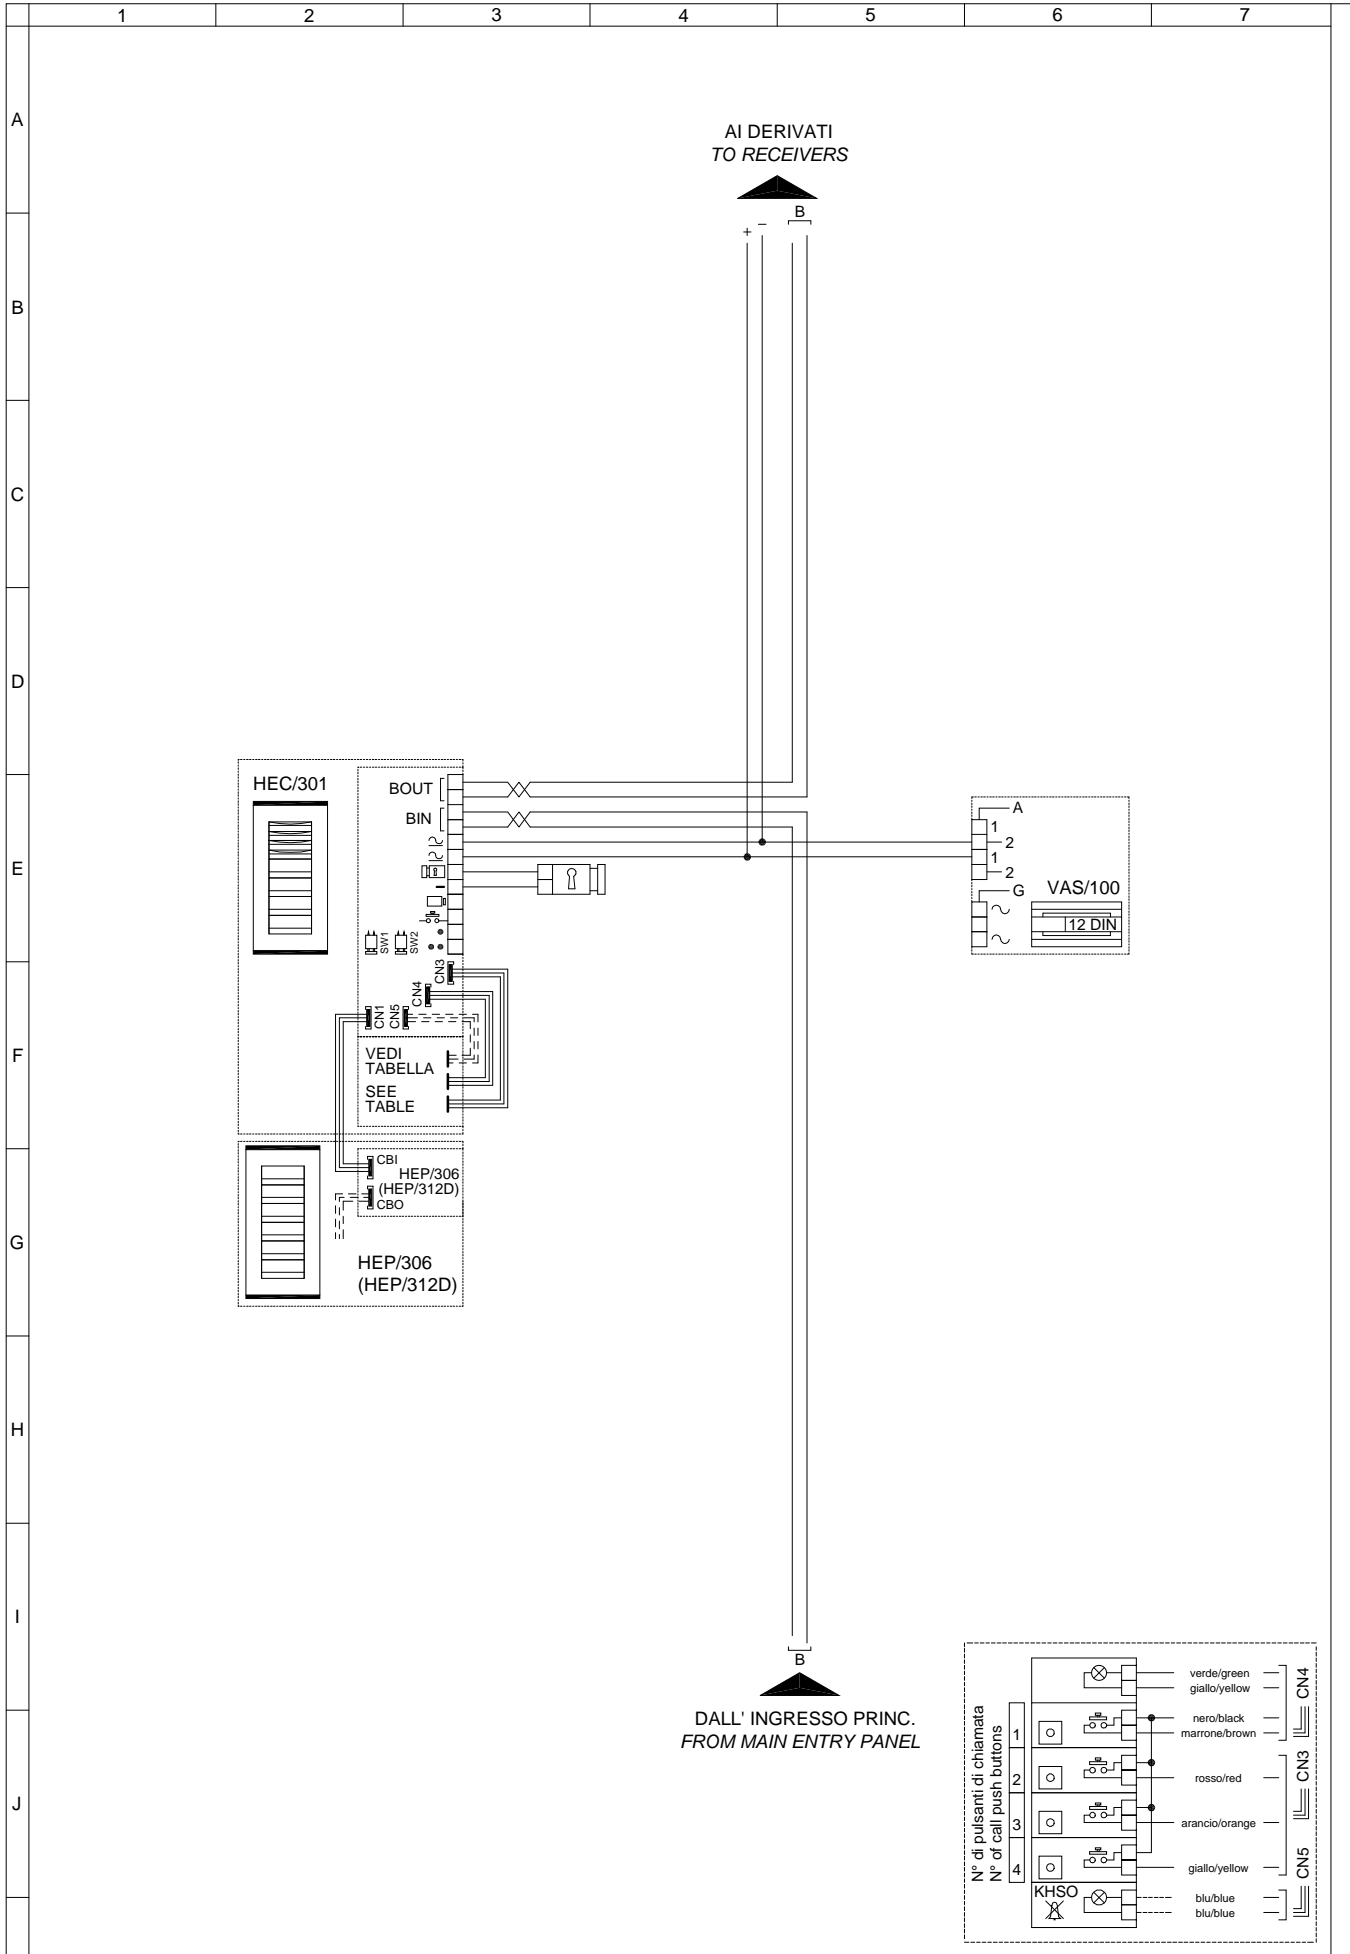 1 2 3 4 5 6 7
A
AI DERIVATI
TO RECEIVERS
B
+ −
B
C
D
HEC/301
BOUT
BIN
SW1
SW2
CN3
CN4
CN1
CN5
E
A
1
2
1
2
G
VAS/100
12 DIN
F
VEDI
TABELLA
SEE
TABLE
CBI
HEP/306
(HEP/312D)
CBO
G
HEP/306
(HEP/312D)
H
I
B
DALL' INGRESSO PRINC.
FROM MAIN ENTRY PANEL
J
N° di pulsanti di chiamata
N° of call push buttons
verde/green
giallo/yellow
CN4
1
nero/black
marrone/brown
2
rosso/red
CN3
3
arancio/orange
4
giallo/yellow
CN5
KHSO
blu/blue
blu/blue